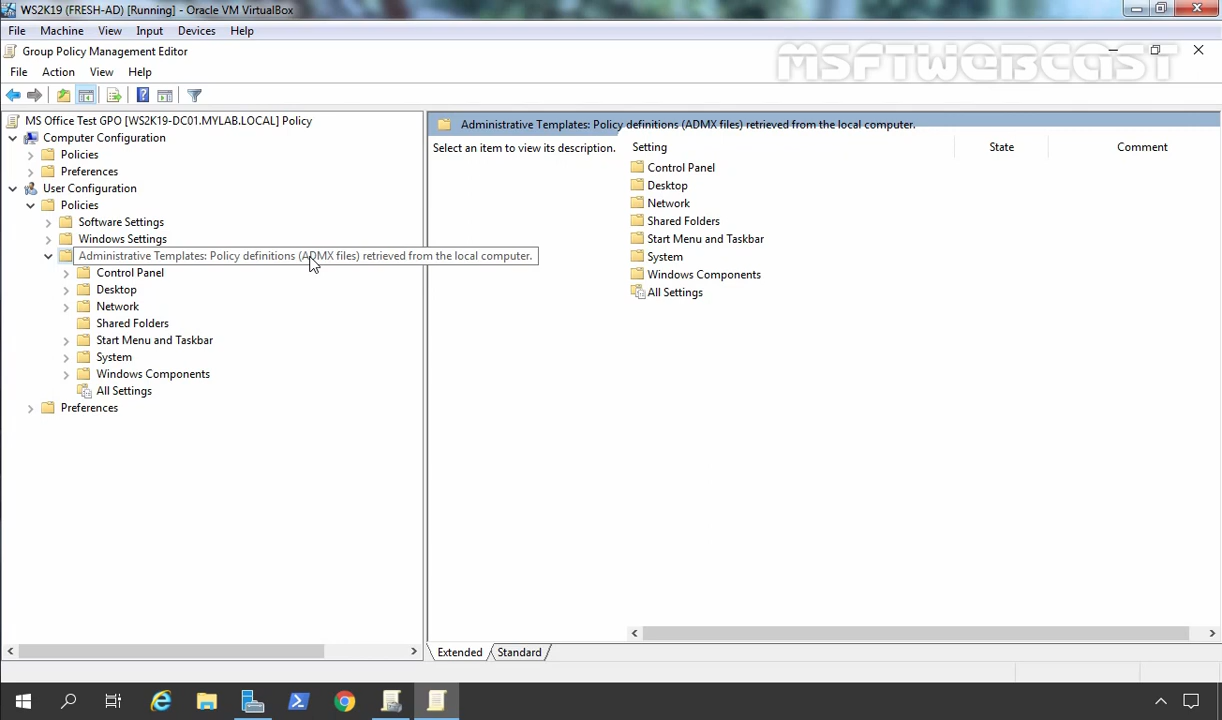 WS2K19 (FRESH-AD) [Running] - Oracle VM VirtualBox
File Machine View Input Devices Help
Group Policy Management Editor
MSFTWEBCAST
File Action View Help
MS Office Test GPO [WS2K19-DC01.MYLAB.LOCAL] Policy
Computer Configuration
Policies
Preferences
User Configuration
Policies
Software Settings
Windows Settings
Administrative Templates: Policy definitions (ADMX files) retrieved from the local computer.
Control Panel
Desktop
Network
Shared Folders
Start Menu and Taskbar
System
Windows Components
All Settings
Preferences
Administrative Templates: Policy definitions (ADMX files) retrieved from the local computer.
Select an item to view its description.
Setting State Comment
Control Panel
Desktop
Network
Shared Folders
Start Menu and Taskbar
System
Windows Components
All Settings
Extended Standard